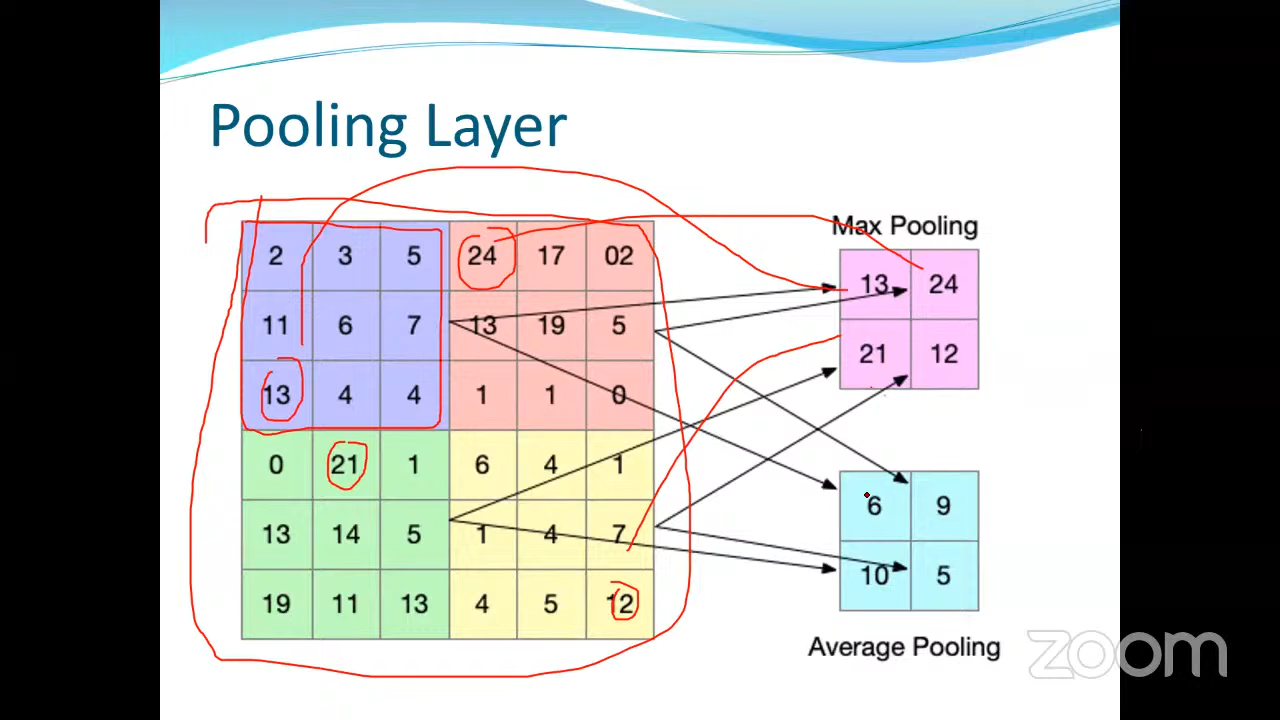 Pooling Layer
2 3 5 24 17 02
11 6 7 13 19 5
13 4 4 1 1 0
0 21 1 6 4 1
13 14 5 1 4 7
19 11 13 4 5 12
Max Pooling
13 24
21 12
6 9
10 5
Average Pooling
zoom